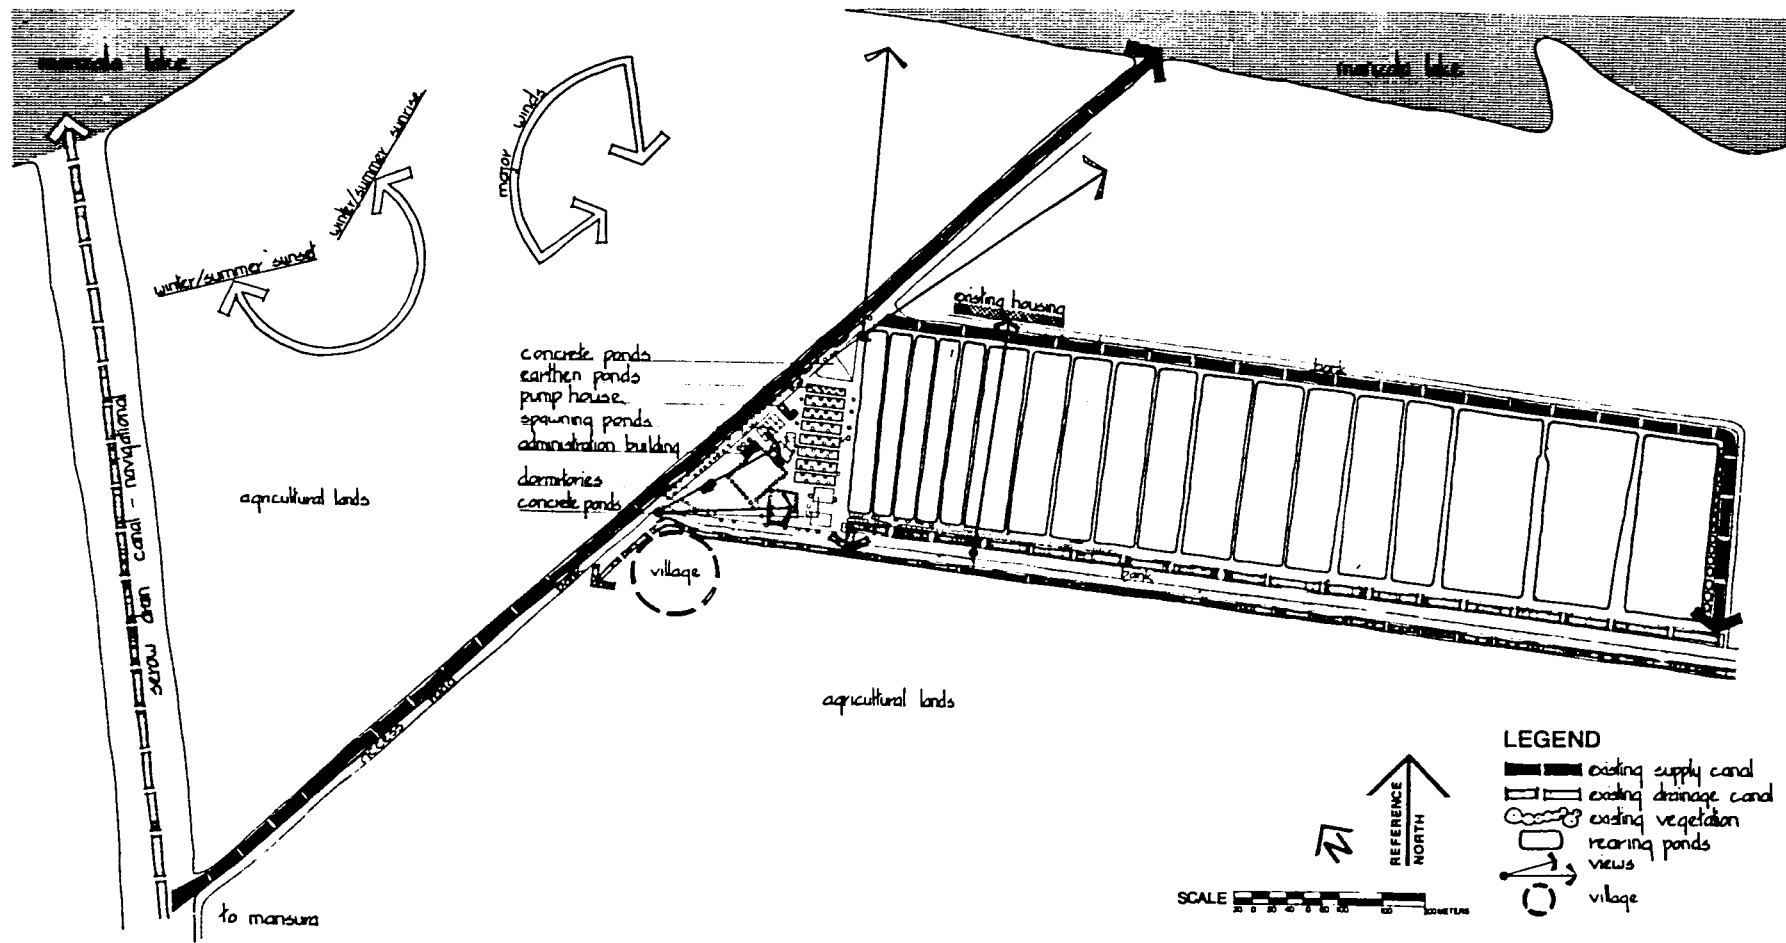 manzala lake
manzala lake
major winds
winter/summer sunrise
winter/summer sunset
existing housing
concrete ponds
earthen ponds
pump house
spawning ponds
administration building
dormitories
concrete ponds
bank
serow drain canal - navigational
agricultural lands
village
bank
access road
agricultural lands
to mansura
REFERENCE
NORTH
N
SCALE
LEGEND
existing supply canal
existing drainage canal
existing vegetation
rearing ponds
views
village